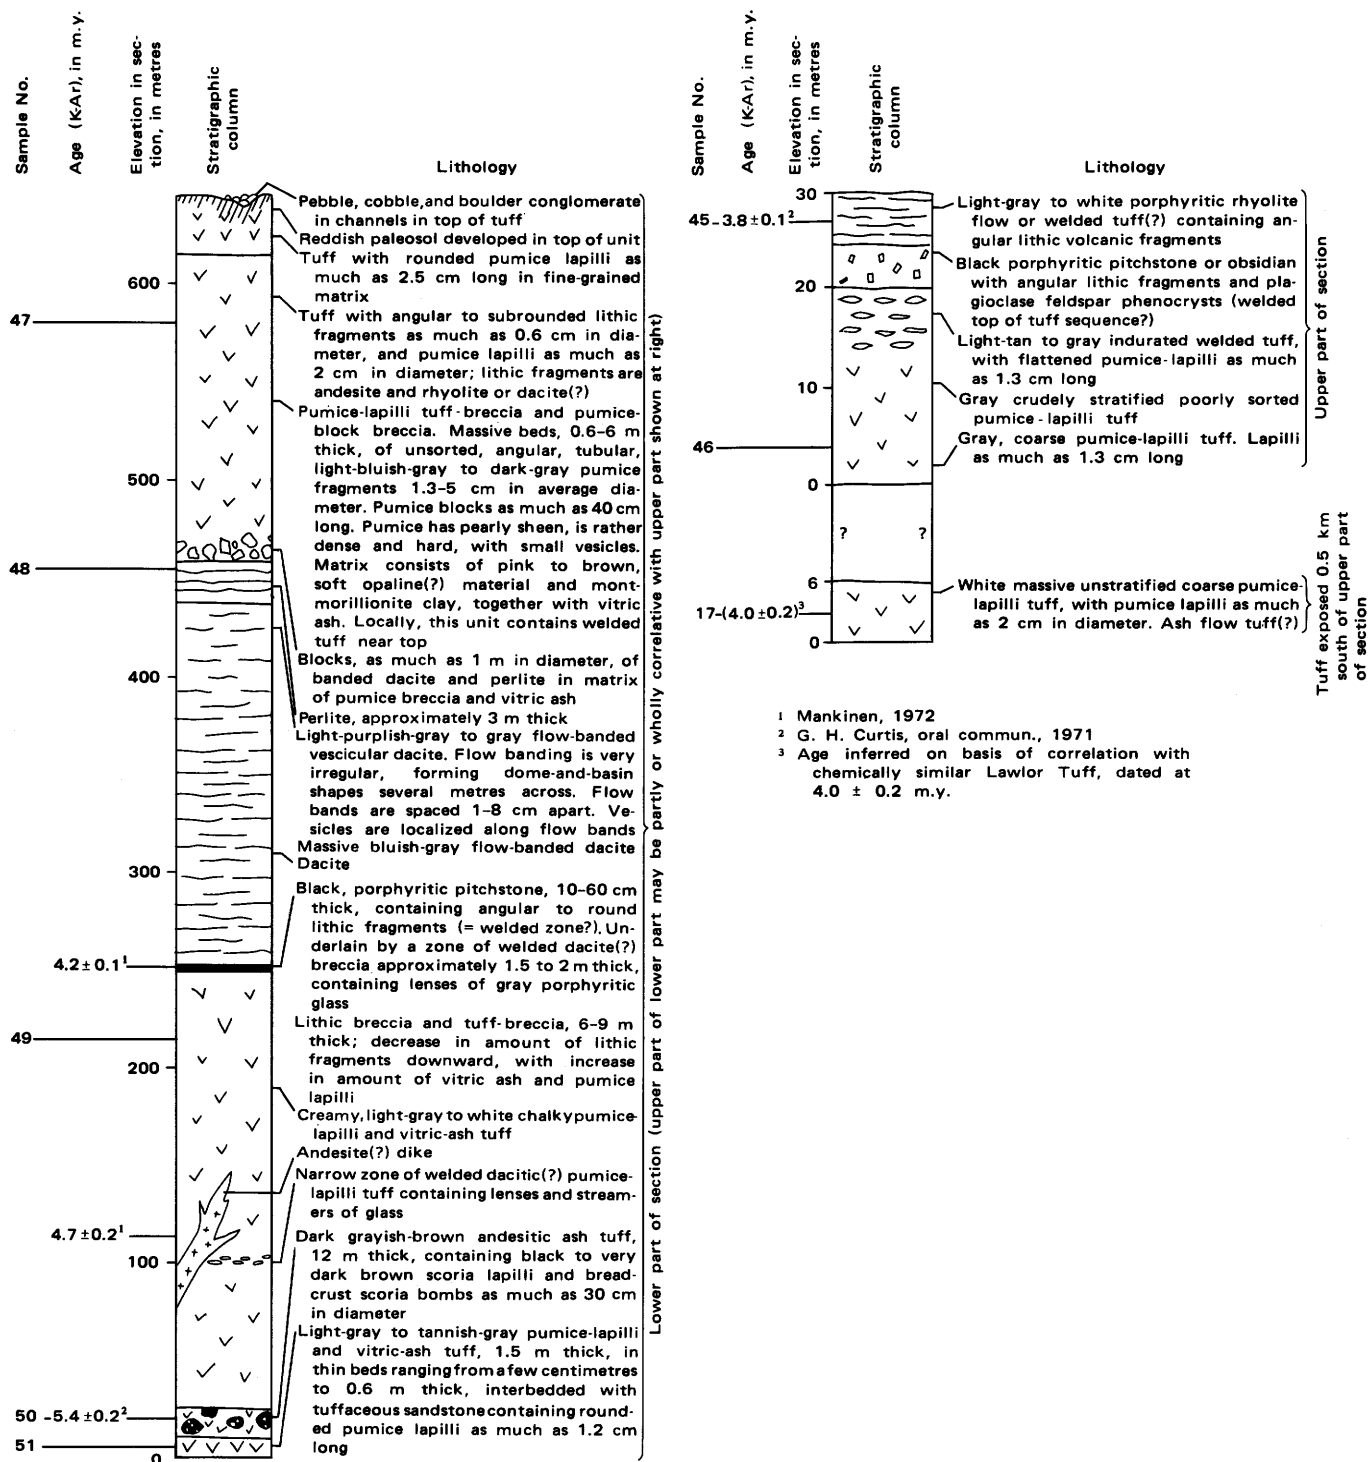 Sample No.
Age (K-Ar), in m.y.
Elevation in sec-
tion, in metres
Stratigraphic
column
Lithology
Pebble, cobble, and boulder conglomerate
in channels in top of tuff
Reddish paleosol developed in top of unit
Tuff with rounded pumice lapilli as
much as 2.5 cm long in fine-grained
matrix
600
47
Tuff with angular to subrounded lithic
fragments as much as 0.6 cm in dia-
meter, and pumice lapilli as much as
2 cm in diameter; lithic fragments are
andesite and rhyolite or dacite(?)
Pumice-lapilli tuff-breccia and pumice-
block breccia. Massive beds, 0.6–6 m
thick, of unsorted, angular, tubular,
light-bluish-gray to dark-gray pumice
fragments 1.3–5 cm in average dia-
meter. Pumice blocks as much as 40 cm
long. Pumice has pearly sheen, is rather
dense and hard, with small vesicles.
Matrix consists of pink to brown,
soft opaline(?) material and mont-
morillionite clay, together with vitric
ash. Locally, this unit contains welded
tuff near top
500
48
Blocks, as much as 1 m in diameter, of
banded dacite and perlite in matrix
of pumice breccia and vitric ash
400
Perlite, approximately 3 m thick
Light-purplish-gray to gray flow-banded
vescicular dacite. Flow banding is very
irregular, forming dome-and-basin
shapes several metres across. Flow
bands are spaced 1–8 cm apart. Ve-
sicles are localized along flow bands
Massive bluish-gray flow-banded dacite
Dacite
300
Black, porphyritic pitchstone, 10–60 cm
thick, containing angular to round
lithic fragments (= welded zone?). Un-
derlain by a zone of welded dacite(?)
breccia approximately 1.5 to 2 m thick,
containing lenses of gray porphyritic
glass
4.2 ± 0.1¹
Lithic breccia and tuff-breccia, 6–9 m
thick; decrease in amount of lithic
fragments downward, with increase
in amount of vitric ash and pumice
lapilli
49
200
Creamy, light-gray to white chalky pumice-
lapilli and vitric-ash tuff
Andesite(?) dike
Narrow zone of welded dacitic(?) pumice-
lapilli tuff containing lenses and stream-
ers of glass
4.7 ± 0.2¹
100
Dark grayish-brown andesitic ash tuff,
12 m thick, containing black to very
dark brown scoria lapilli and bread-
crust scoria bombs as much as 30 cm
in diameter
Light-gray to tannish-gray pumice-lapilli
and vitric-ash tuff, 1.5 m thick, in
thin beds ranging from a few centimetres
to 0.6 m thick, interbedded with
tuffaceous sandstone containing round-
ed pumice lapilli as much as 1.2 cm
long
50 -5.4 ± 0.2²
51
0
Lower part of section (upper part of lower part may be partly or wholly correlative with upper part shown at right)
Sample No.
Age (K-Ar), in m.y.
Elevation in sec-
tion, in metres
Stratigraphic
column
Lithology
30
45 – 3.8 ± 0.1²
Light-gray to white porphyritic rhyolite
flow or welded tuff(?) containing an-
gular lithic volcanic fragments
Black porphyritic pitchstone or obsidian
with angular lithic fragments and pla-
gioclase feldspar phenocrysts (welded
top of tuff sequence?)
20
Light-tan to gray indurated welded tuff,
with flattened pumice-lapilli as much
as 1.3 cm long
10
Gray crudely stratified poorly sorted
pumice-lapilli tuff
46
Gray, coarse pumice-lapilli tuff. Lapilli
as much as 1.3 cm long
0
Upper part of section
? ?
6
17-(4.0 ± 0.2)³
White massive unstratified coarse pumice-
lapilli tuff, with pumice lapilli as much
as 2 cm in diameter. Ash flow tuff(?)
0
Tuff exposed 0.5 km
south of upper part
of section
¹ Mankinen, 1972
² G. H. Curtis, oral commun., 1971
³ Age inferred on basis of correlation with
chemically similar Lawlor Tuff, dated at
4.0 ± 0.2 m.y.